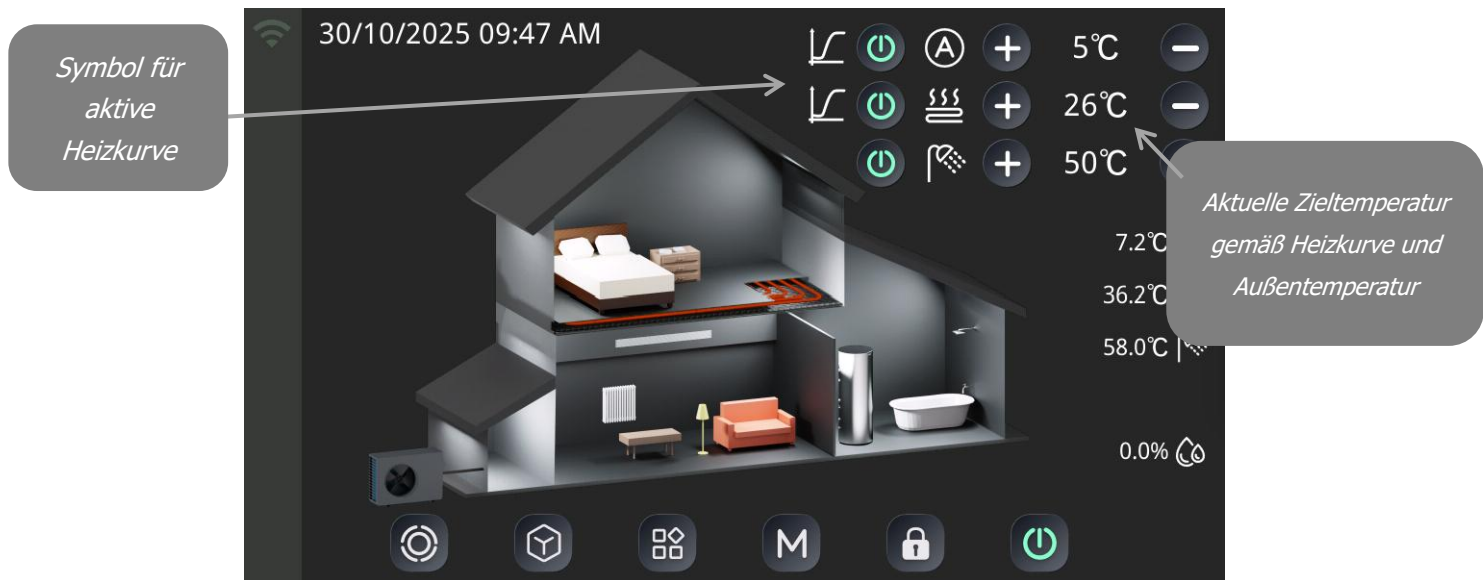 30/10/2025 09:47 AM
Symbol für
aktive
Heizkurve
A
5℃
26℃
50℃
Aktuelle Zieltemperatur
gemäß Heizkurve und
Außentemperatur
7.2℃
36.2℃
58.0℃
0.0%
M